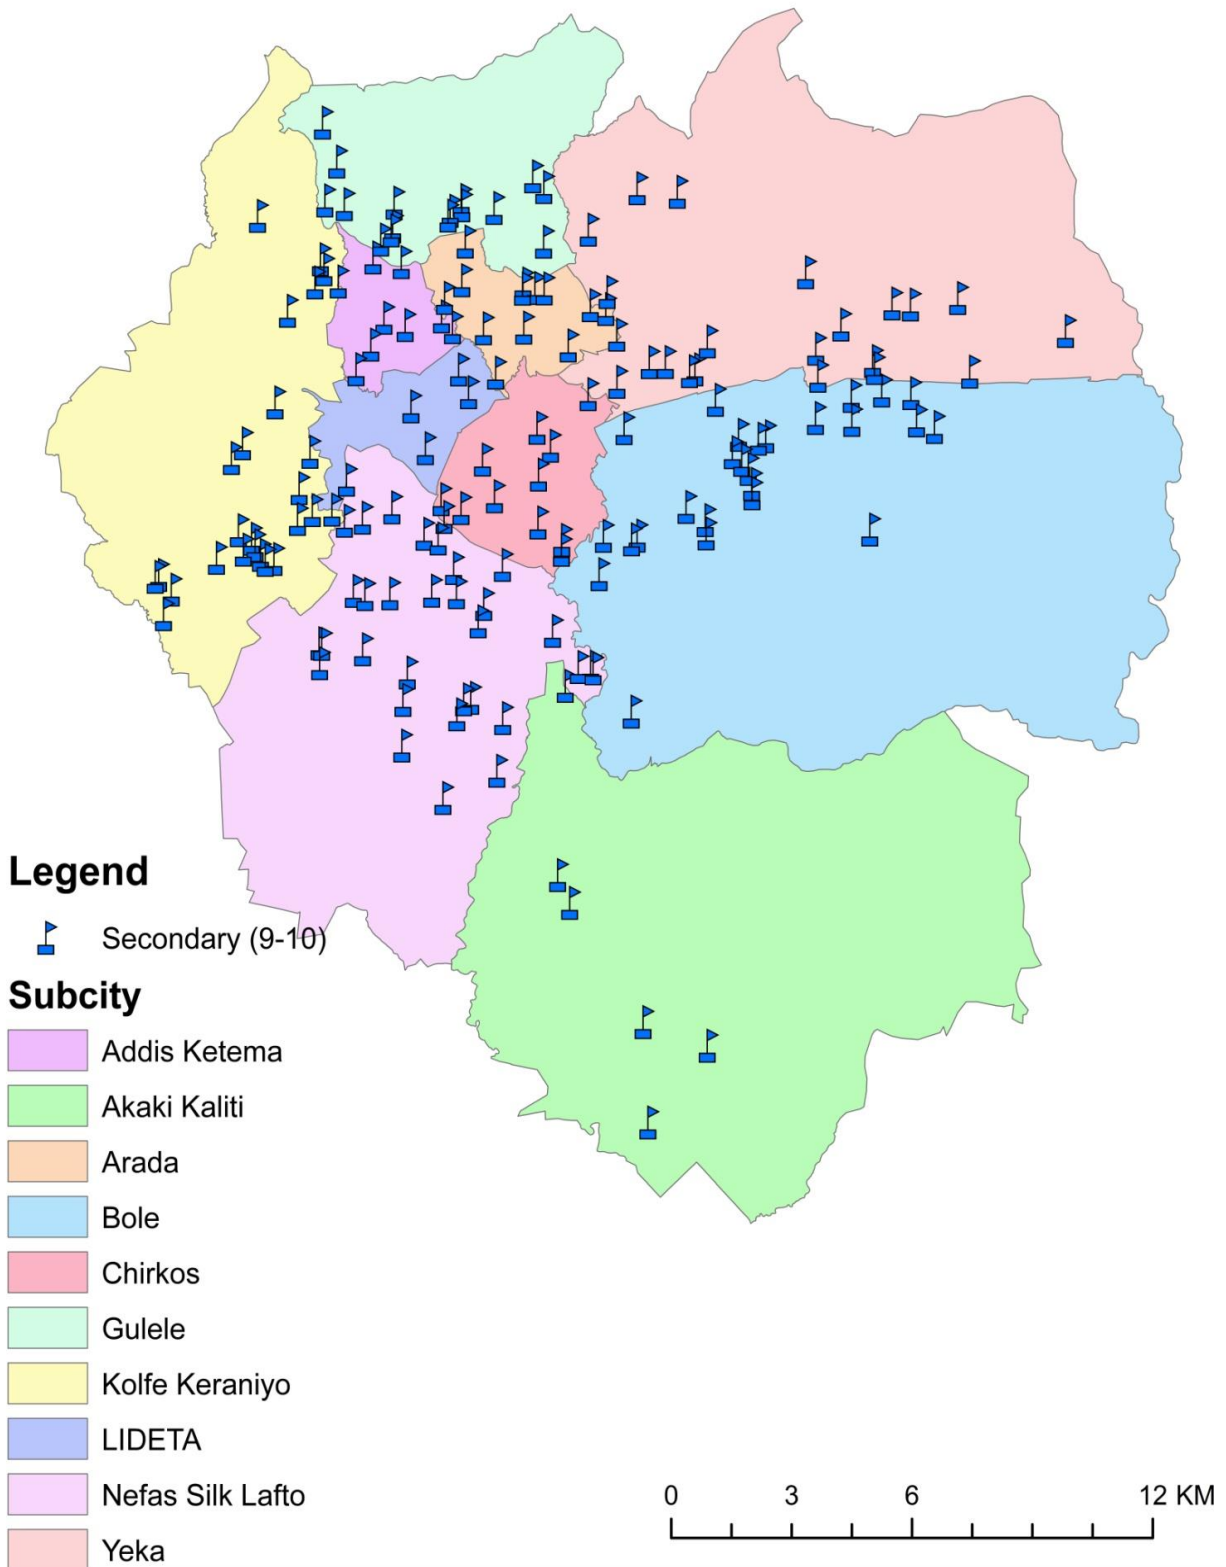 Legend
Secondary (9-10)
Subcity
Addis Ketema
Akaki Kaliti
Arada
Bole
Chirkos
Gulele
Kolfe Keraniyo
LIDETA
Nefas Silk Lafto
Yeka
0 3 6 12 KM